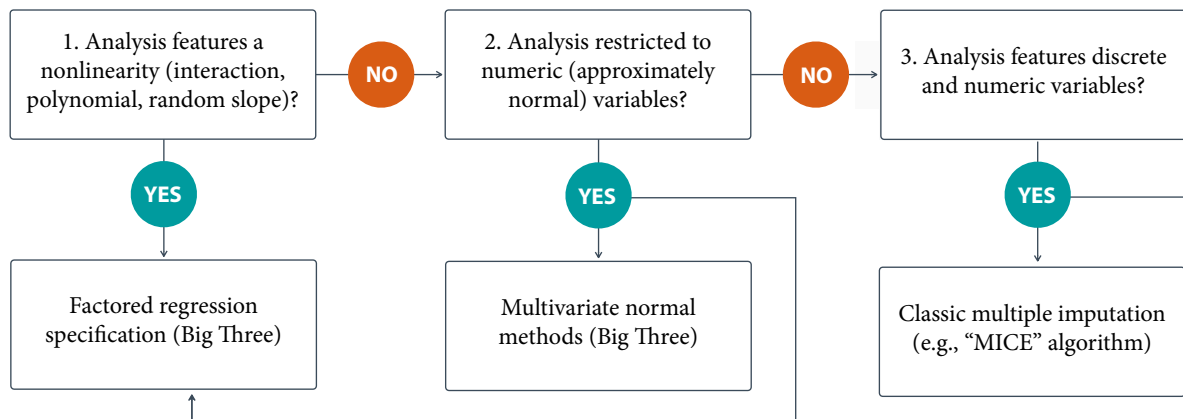 1. Analysis features a
nonlinearity (interaction,
polynomial, random slope)?
NO
2. Analysis restricted to
numeric (approximately
normal) variables?
NO
3. Analysis features discrete
and numeric variables?
YES
YES
YES
Factored regression
specification (Big Three)
Multivariate normal
methods (Big Three)
Classic multiple imputation
(e.g., “MICE” algorithm)